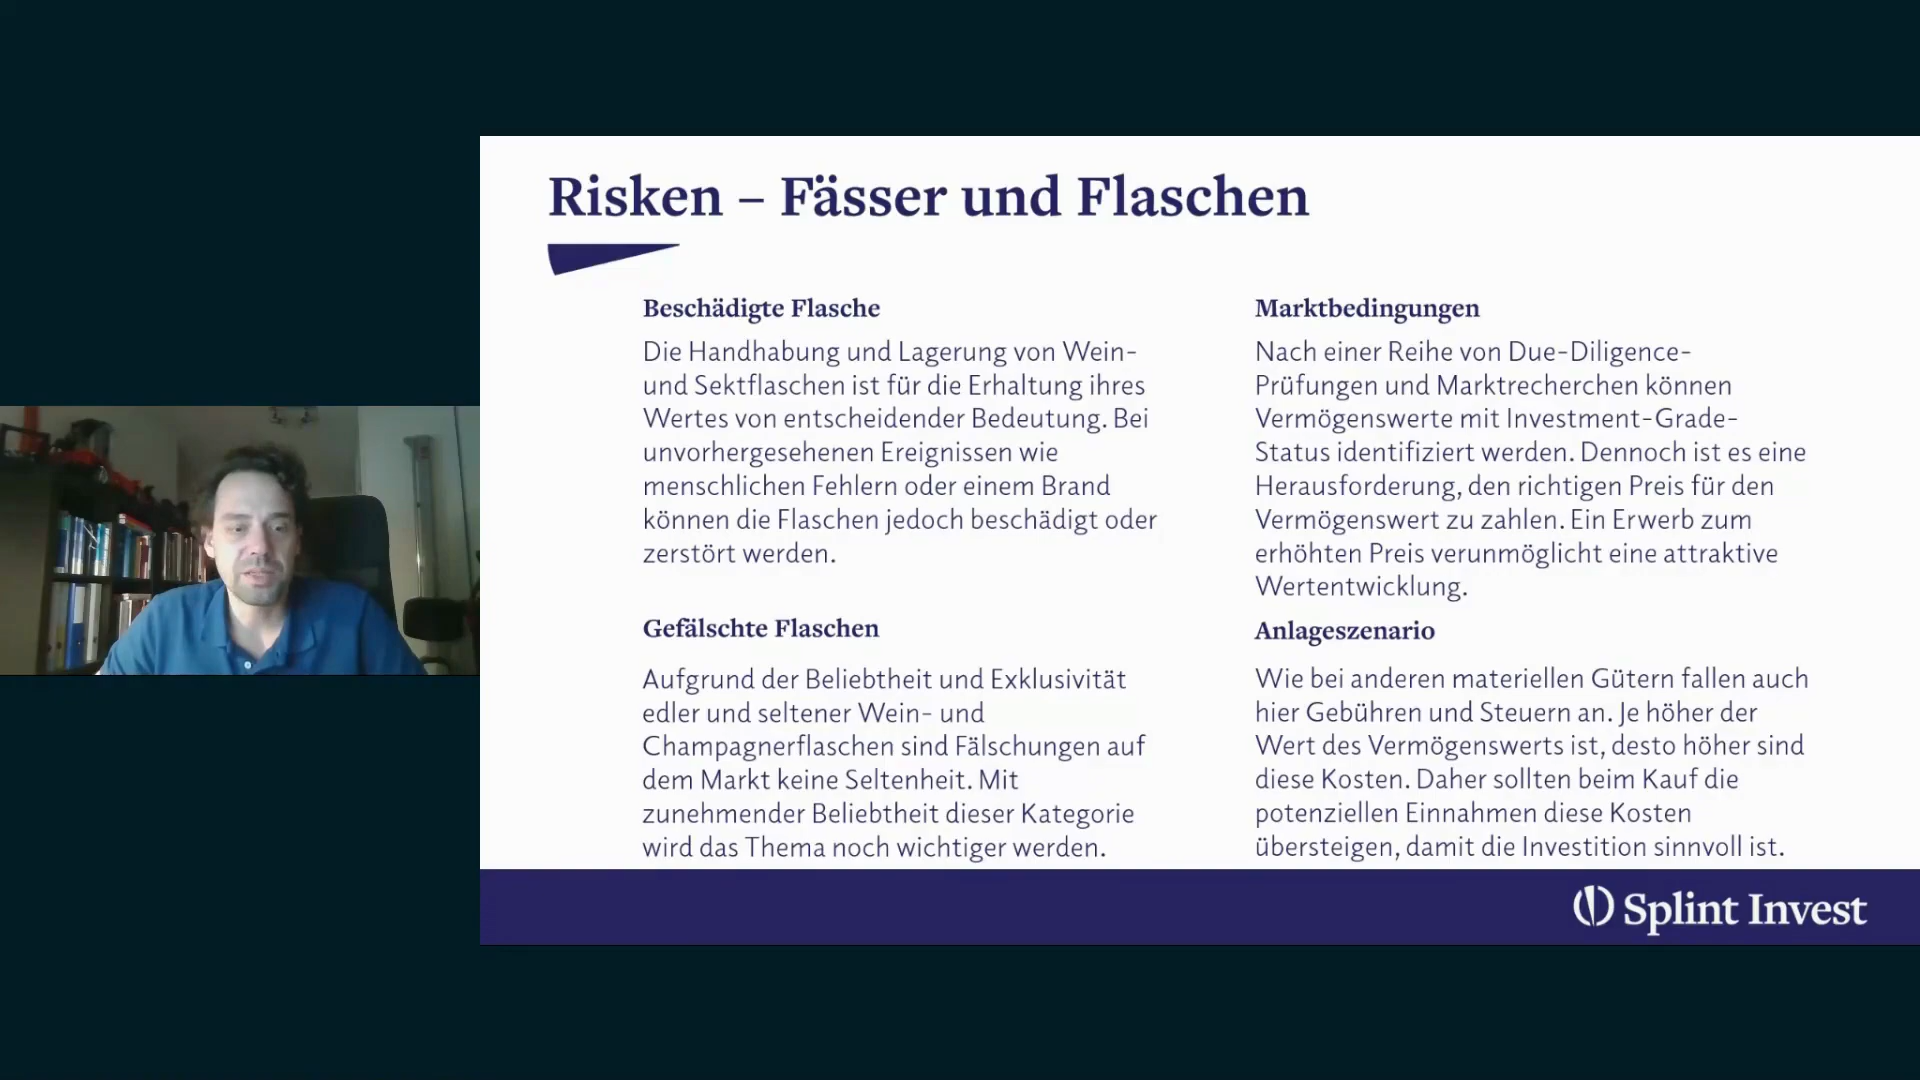 Risken – Fässer und Flaschen
Beschädigte Flasche
Die Handhabung und Lagerung von Wein-
und Sektflaschen ist für die Erhaltung ihres
Wertes von entscheidender Bedeutung. Bei
unvorhergesehenen Ereignissen wie
menschlichen Fehlern oder einem Brand
können die Flaschen jedoch beschädigt oder
zerstört werden.
Gefälschte Flaschen
Aufgrund der Beliebtheit und Exklusivität
edler und seltener Wein- und
Champagnerflaschen sind Fälschungen auf
dem Markt keine Seltenheit. Mit
zunehmender Beliebtheit dieser Kategorie
wird das Thema noch wichtiger werden.
Marktbedingungen
Nach einer Reihe von Due-Diligence-
Prüfungen und Marktrecherchen können
Vermögenswerte mit Investment-Grade-
Status identifiziert werden. Dennoch ist es eine
Herausforderung, den richtigen Preis für den
Vermögenswert zu zahlen. Ein Erwerb zum
erhöhten Preis verunmöglicht eine attraktive
Wertentwicklung.
Anlageszenario
Wie bei anderen materiellen Gütern fallen auch
hier Gebühren und Steuern an. Je höher der
Wert des Vermögenswerts ist, desto höher sind
diese Kosten. Daher sollten beim Kauf die
potenziellen Einnahmen diese Kosten
übersteigen, damit die Investition sinnvoll ist.
Splint Invest